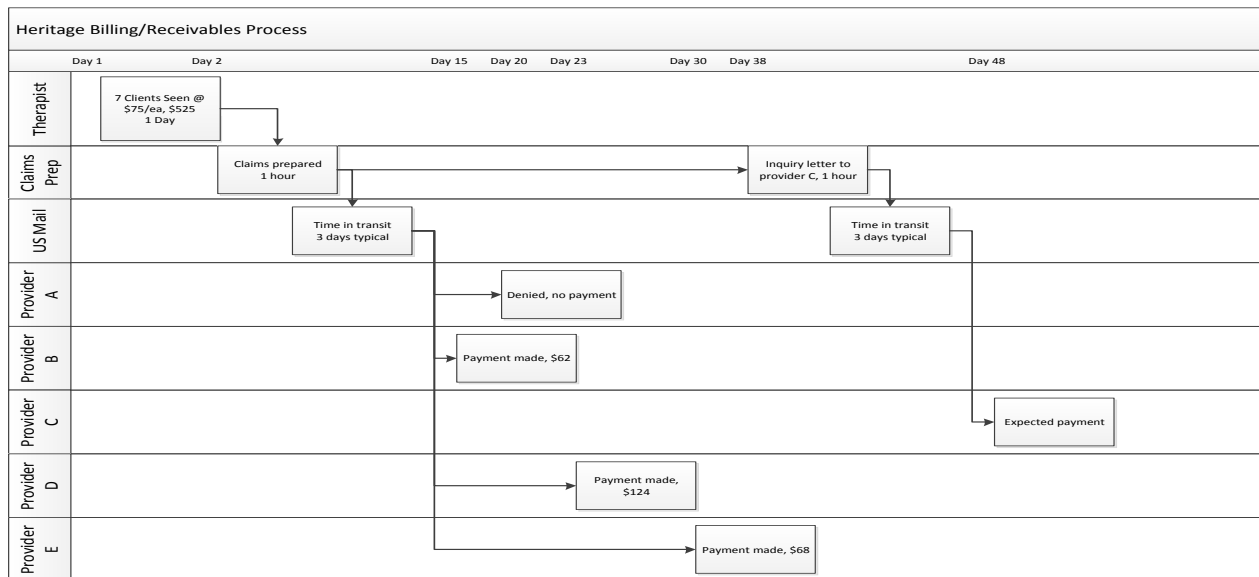 Heritage Billing/Receivables Process
Day 1 Day 2 Day 15 Day 20 Day 23 Day 30 Day 38 Day 48
Therapist
7 Clients Seen @
$75/ea, $525
1 Day
Claims
Prep
Claims prepared
1 hour
Inquiry letter to
provider C, 1 hour
US Mail
Time in transit
3 days typical
Time in transit
3 days typical
Provider
A
Denied, no payment
Provider
B
Payment made, $62
Provider
C
Expected payment
Provider
D
Payment made,
$124
Provider
E
Payment made, $68